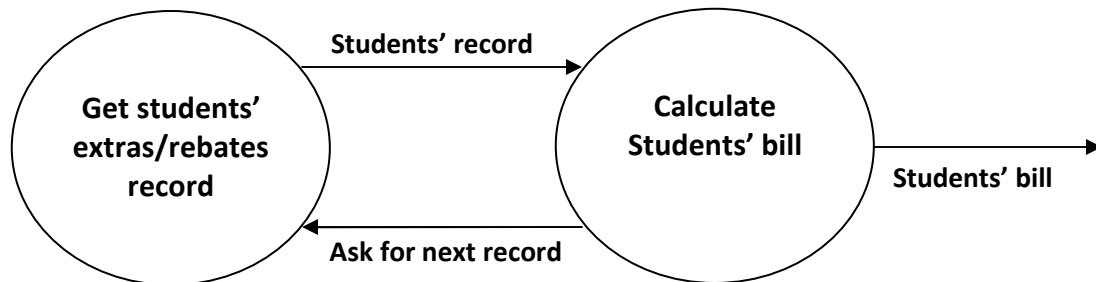 Students’ record
Get students’
extras/rebates
record
Calculate
Students’ bill
Students’ bill
Ask for next record